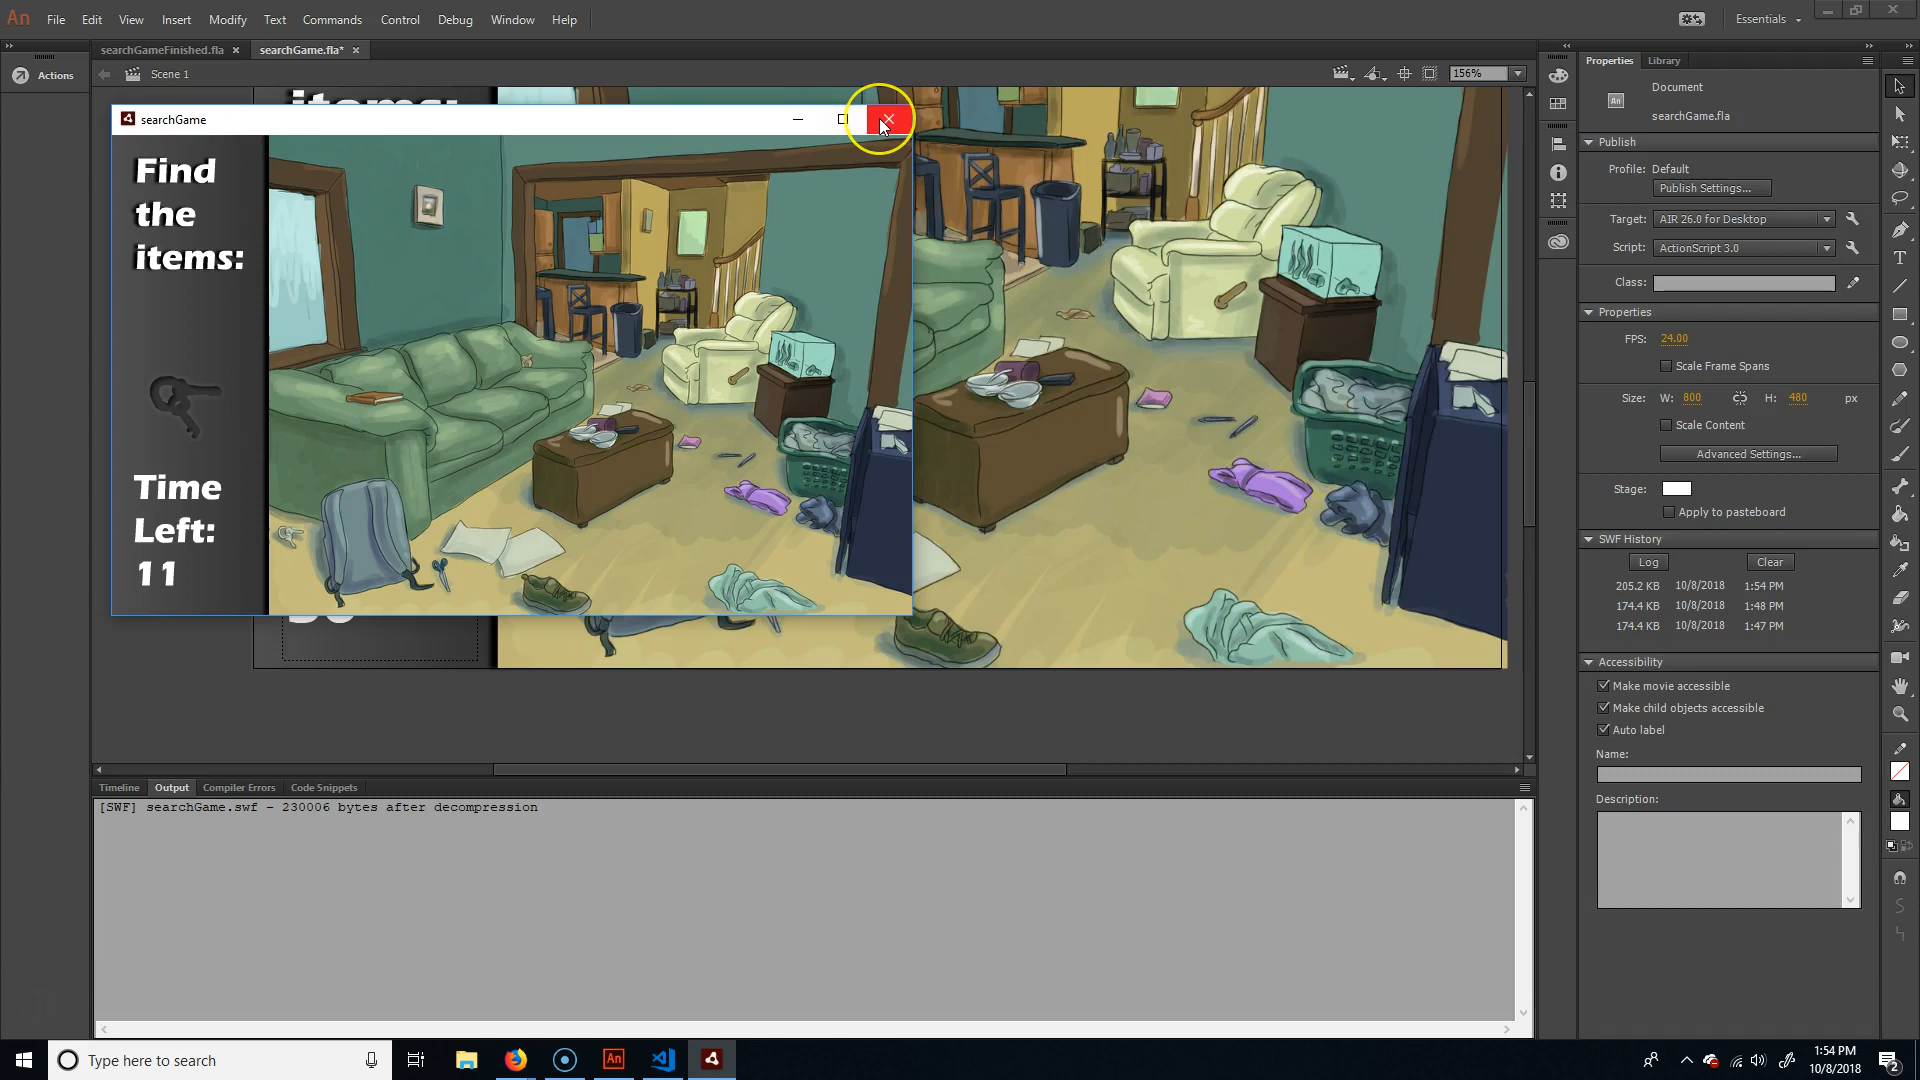 An File Edit View Insert Modify Text Commands Control Debug Window Help
Essentials
searchGameFinished.fla × searchGame.fla* ×
Actions
Scene 1
156%
items:
searchGame
Find
the
items:
Time
Left:
11
Properties Library
Document
An
searchGame.fla
Publish
Profile: Default
Publish Settings...
Target: AIR 26.0 for Desktop
Script: ActionScript 3.0
Class:
Properties
FPS: 24.00
Scale Frame Spans
Size: W: 800 H: 480 px
Scale Content
Advanced Settings...
Stage:
Apply to pasteboard
SWF History
Log Clear
205.2 KB 10/8/2018 1:54 PM
174.4 KB 10/8/2018 1:48 PM
174.4 KB 10/8/2018 1:47 PM
Accessibility
Make movie accessible
Make child objects accessible
Auto label
Name:
Description:
Timeline Output Compiler Errors Code Snippets
[SWF] searchGame.swf - 230006 bytes after decompression
Type here to search
An
1:54 PM
10/8/2018
2